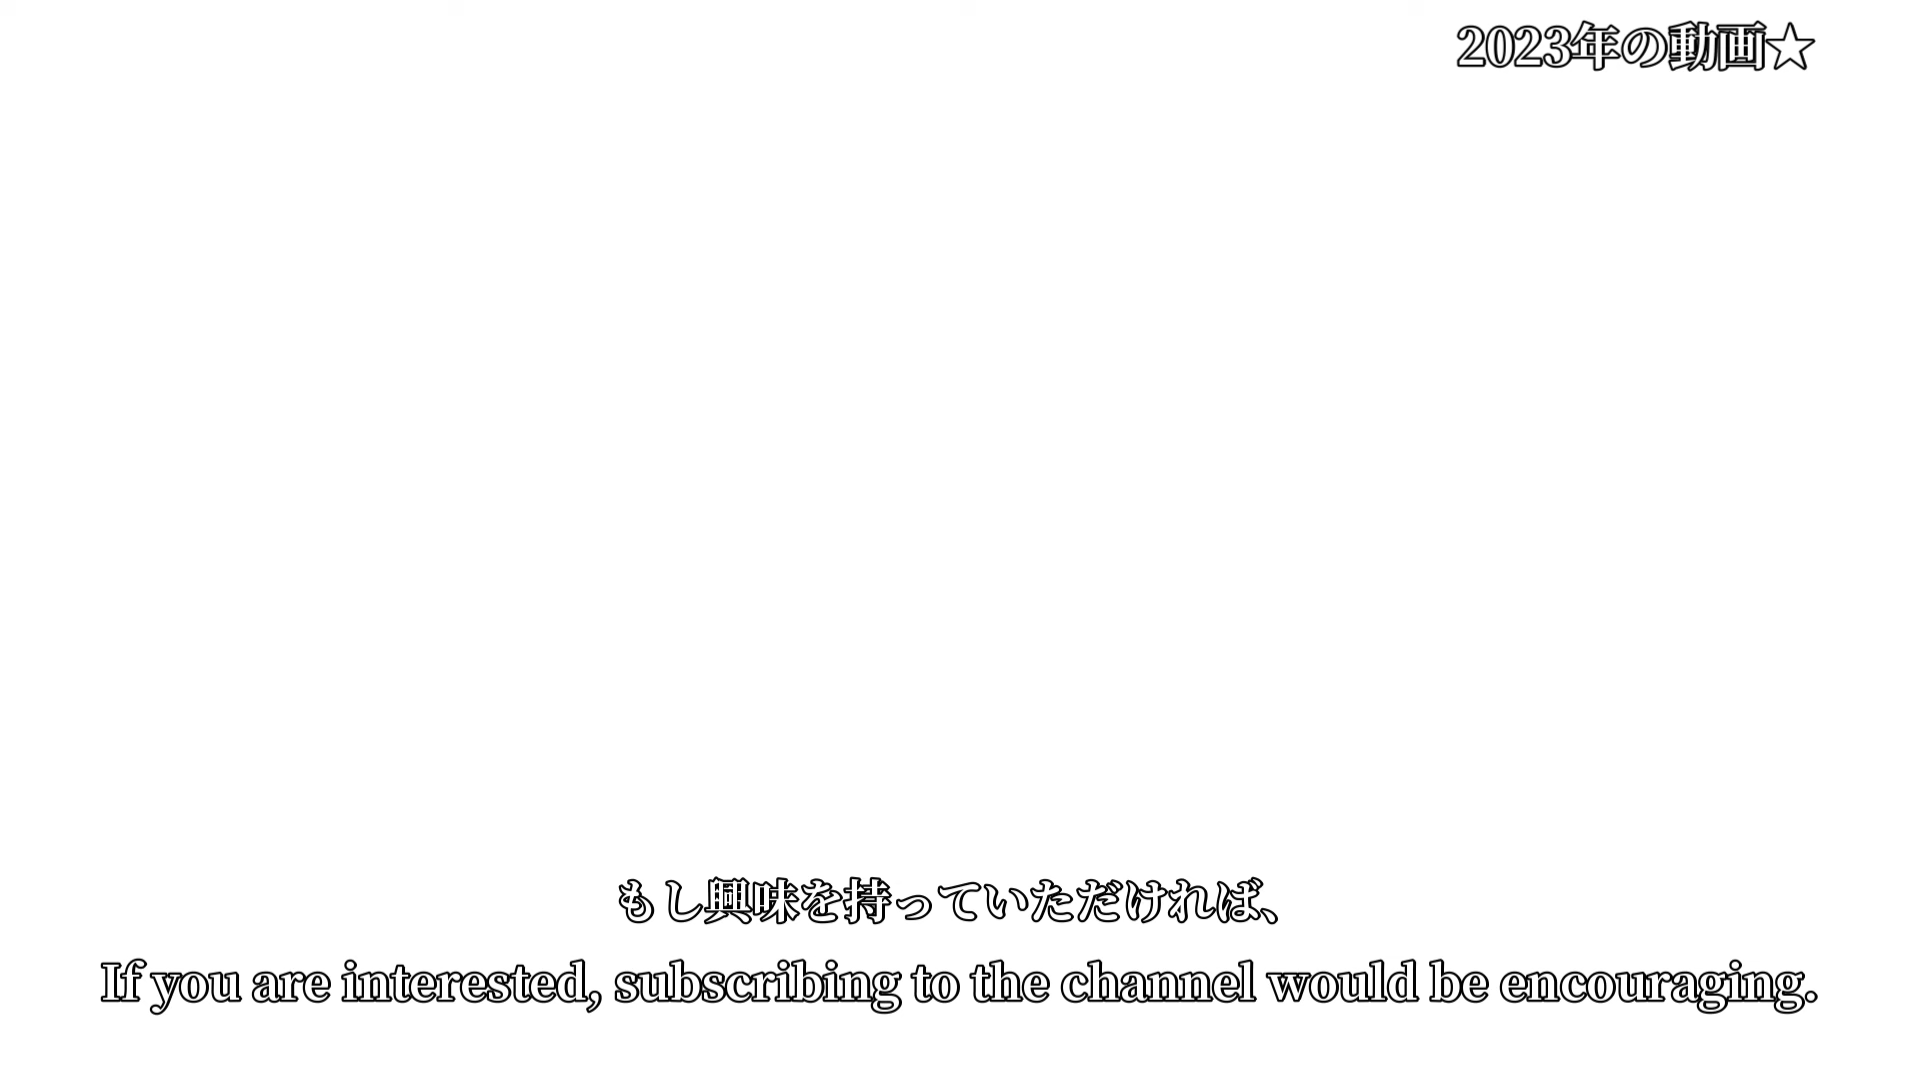 2023年の動画☆
もし興味を持っていただければ、
If you are interested, subscribing to the channel would be encouraging.